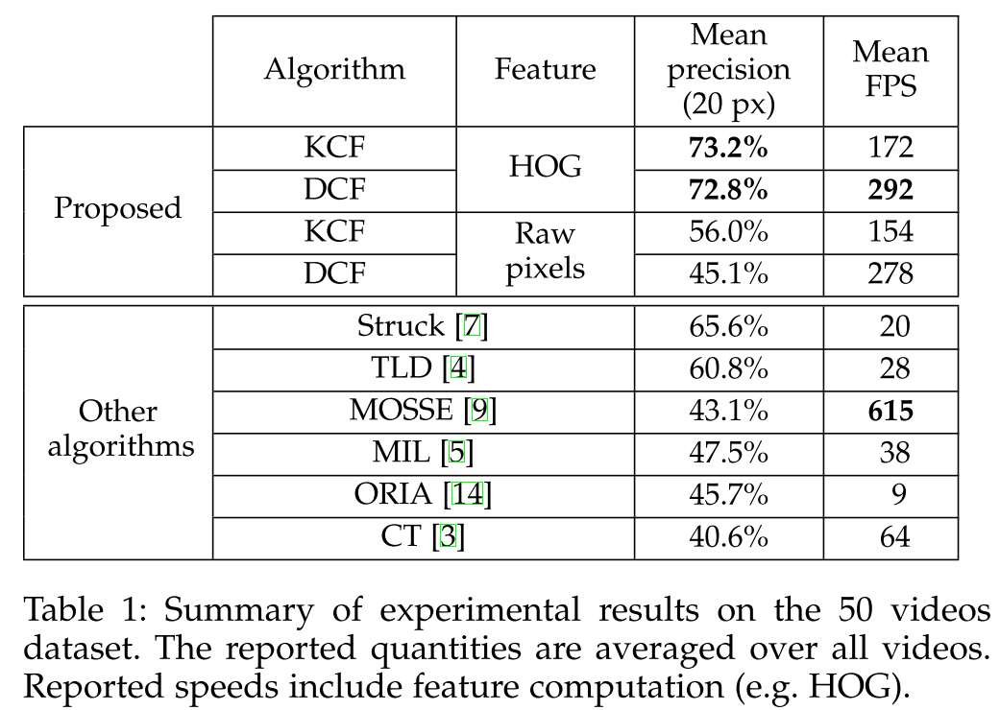 Algorithm Feature Mean precision (20 px) Mean FPS
Proposed KCF HOG 73.2% 172
DCF 72.8% 292
KCF Raw pixels 56.0% 154
DCF 45.1% 278
Other algorithms Struck [7] 65.6% 20
TLD [4] 60.8% 28
MOSSE [9] 43.1% 615
MIL [5] 47.5% 38
ORIA [14] 45.7% 9
CT [3] 40.6% 64
Table 1: Summary of experimental results on the 50 videos
dataset. The reported quantities are averaged over all videos.
Reported speeds include feature computation (e.g. HOG).